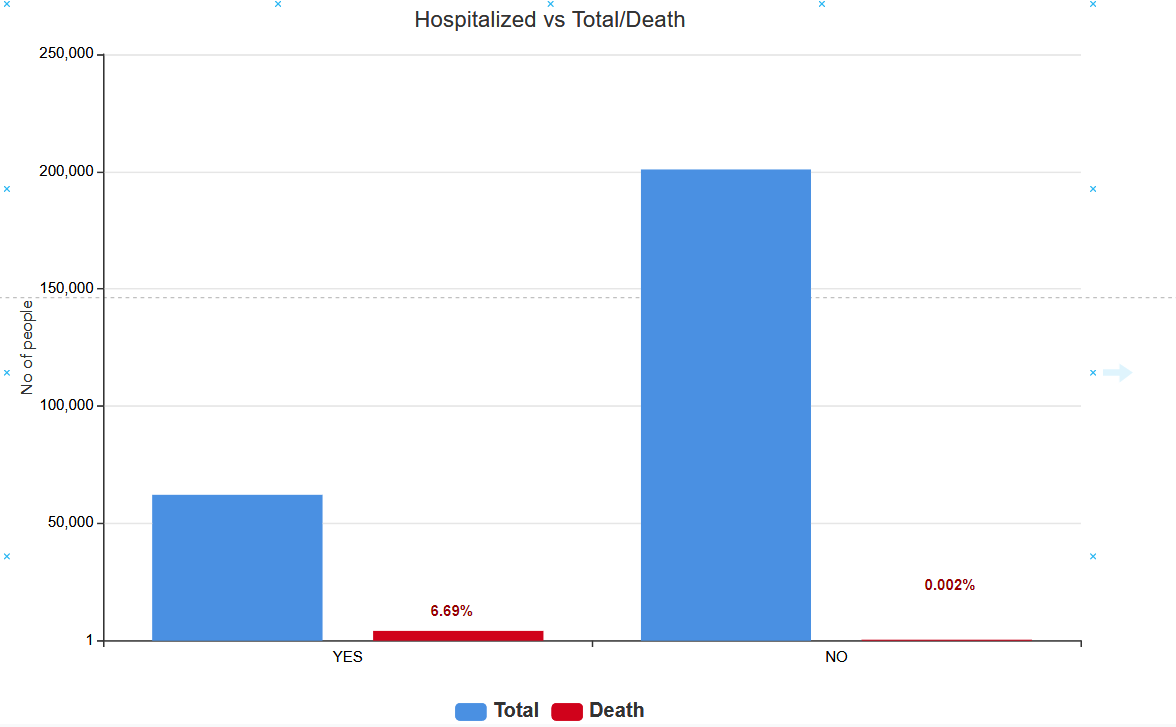 Hospitalized vs Total/Death
250,000
200,000
150,000
No of people
100,000
50,000
6.69%
0.002%
1
YES NO
Total Death